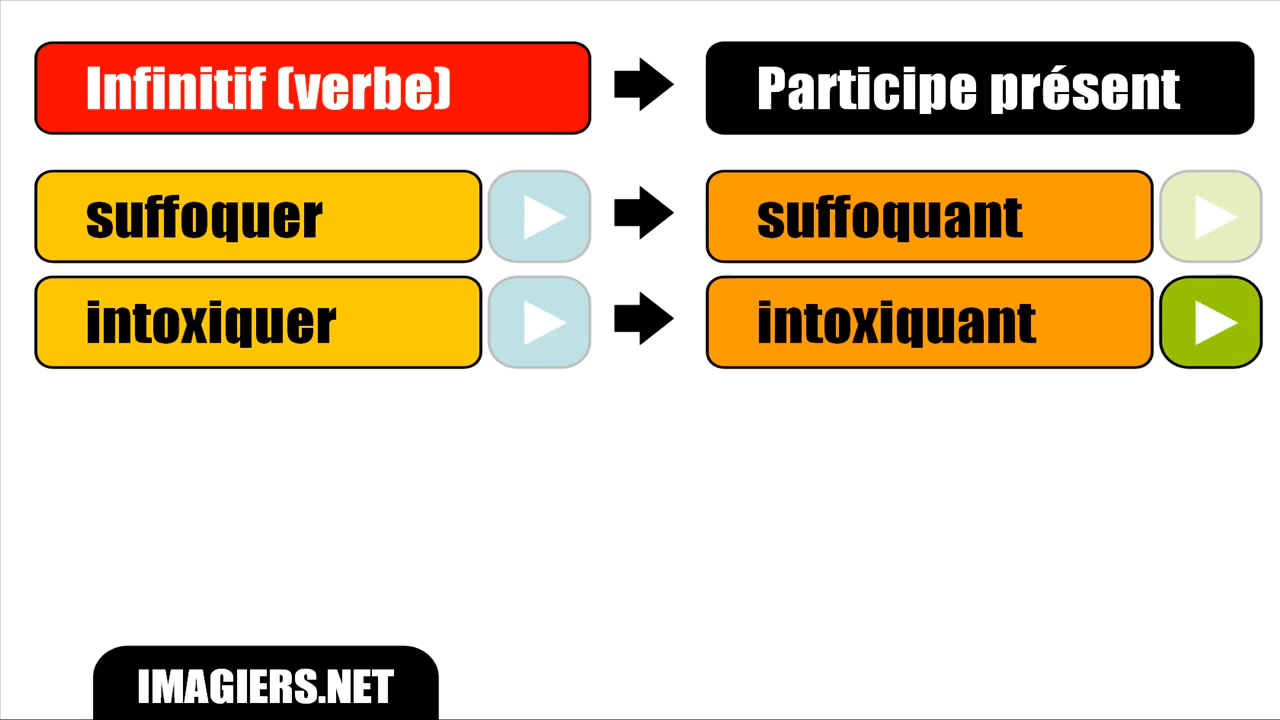 Infinitif (verbe)
Participe présent
suffoquer
suffoquant
intoxiquer
intoxiquant
IMAGIERS.NET